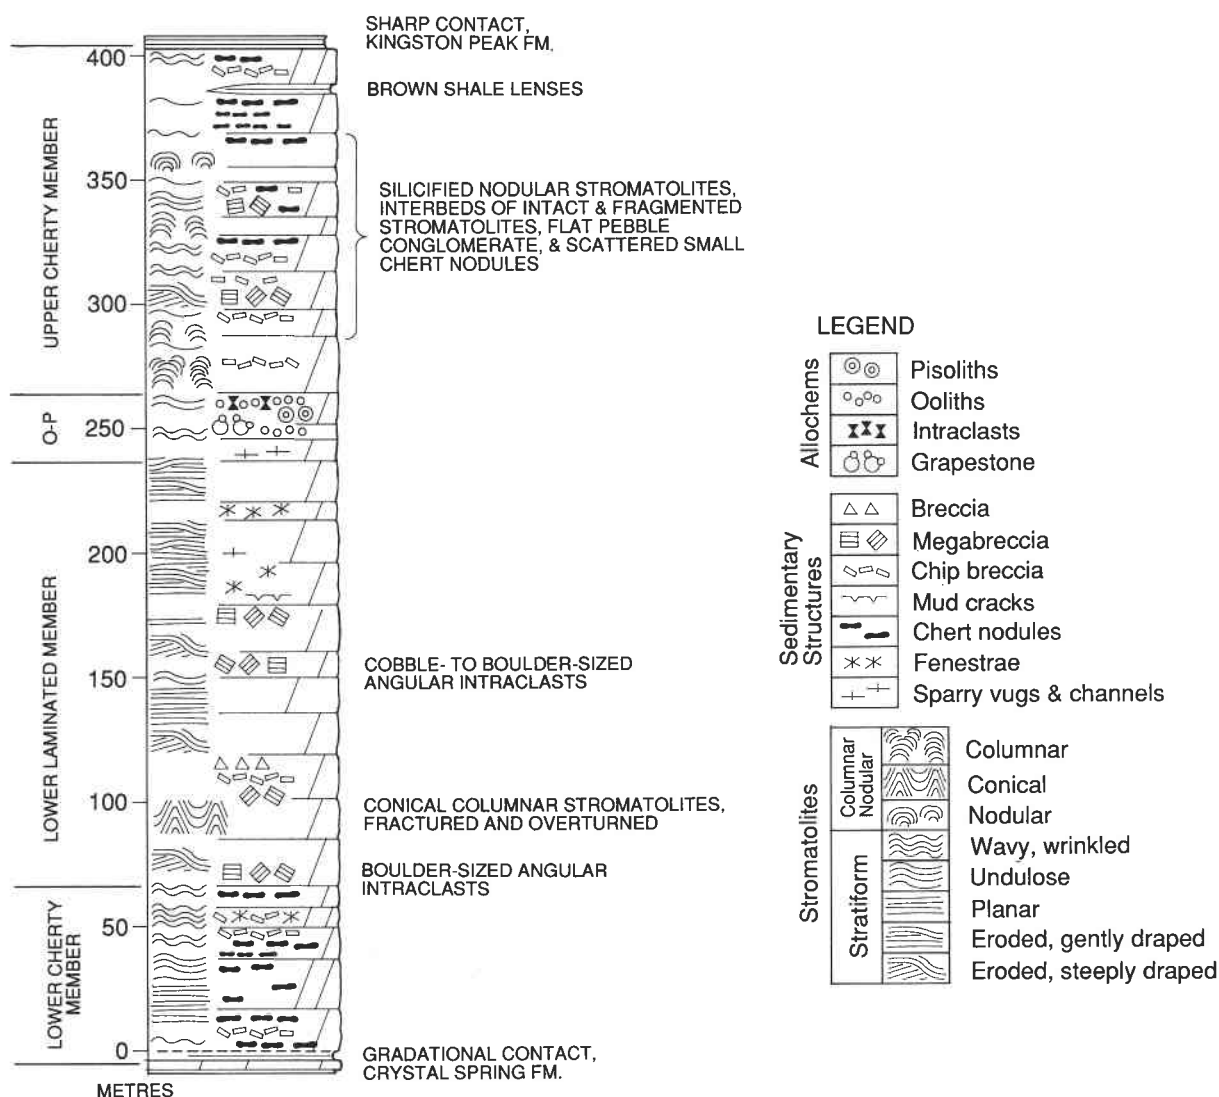 SHARP CONTACT,
KINGSTON PEAK FM.
BROWN SHALE LENSES
SILICIFIED NODULAR STROMATOLITES,
INTERBEDS OF INTACT & FRAGMENTED
STROMATOLITES, FLAT PEBBLE
CONGLOMERATE, & SCATTERED SMALL
CHERT NODULES
COBBLE- TO BOULDER-SIZED
ANGULAR INTRACLASTS
CONICAL COLUMNAR STROMATOLITES,
FRACTURED AND OVERTURNED
BOULDER-SIZED ANGULAR
INTRACLASTS
GRADATIONAL CONTACT,
CRYSTAL SPRING FM.
400
350
300
250
200
150
100
50
0
METRES
UPPER CHERTY MEMBER
O-P
LOWER LAMINATED MEMBER
LOWER CHERTY
MEMBER
LEGEND
Allochems
Pisoliths
Ooliths
Intraclasts
Grapestone
Sedimentary
Structures
Breccia
Megabreccia
Chip breccia
Mud cracks
Chert nodules
Fenestrae
Sparry vugs & channels
Stromatolites
Columnar
Nodular
Columnar
Conical
Nodular
Stratiform
Wavy, wrinkled
Undulose
Planar
Eroded, gently draped
Eroded, steeply draped